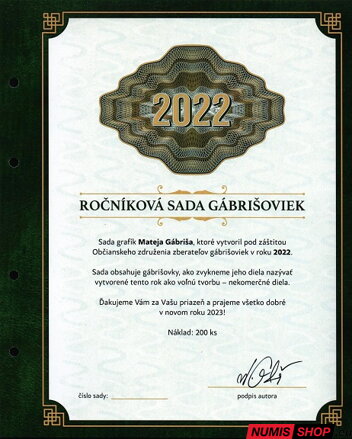 2022
ROČNÍKOVÁ SADA GÁBRIŠOVIEK
Sada grafík Mateja Gábriša, ktoré vytvoril pod záštitou
Občianskeho združenia zberateľov gábrišoviek v roku 2022.
Sada obsahuje gábrišovky, ako zvykneme jeho diela nazývať
vytvorené tento rok ako voľnú tvorbu – nekomerčné diela.
Ďakujeme Vám za Vašu priazeň a prajeme všetko dobré
v novom roku 2023!
Náklad: 200 ks
číslo sady:
podpis autora
NUMIS SHOP